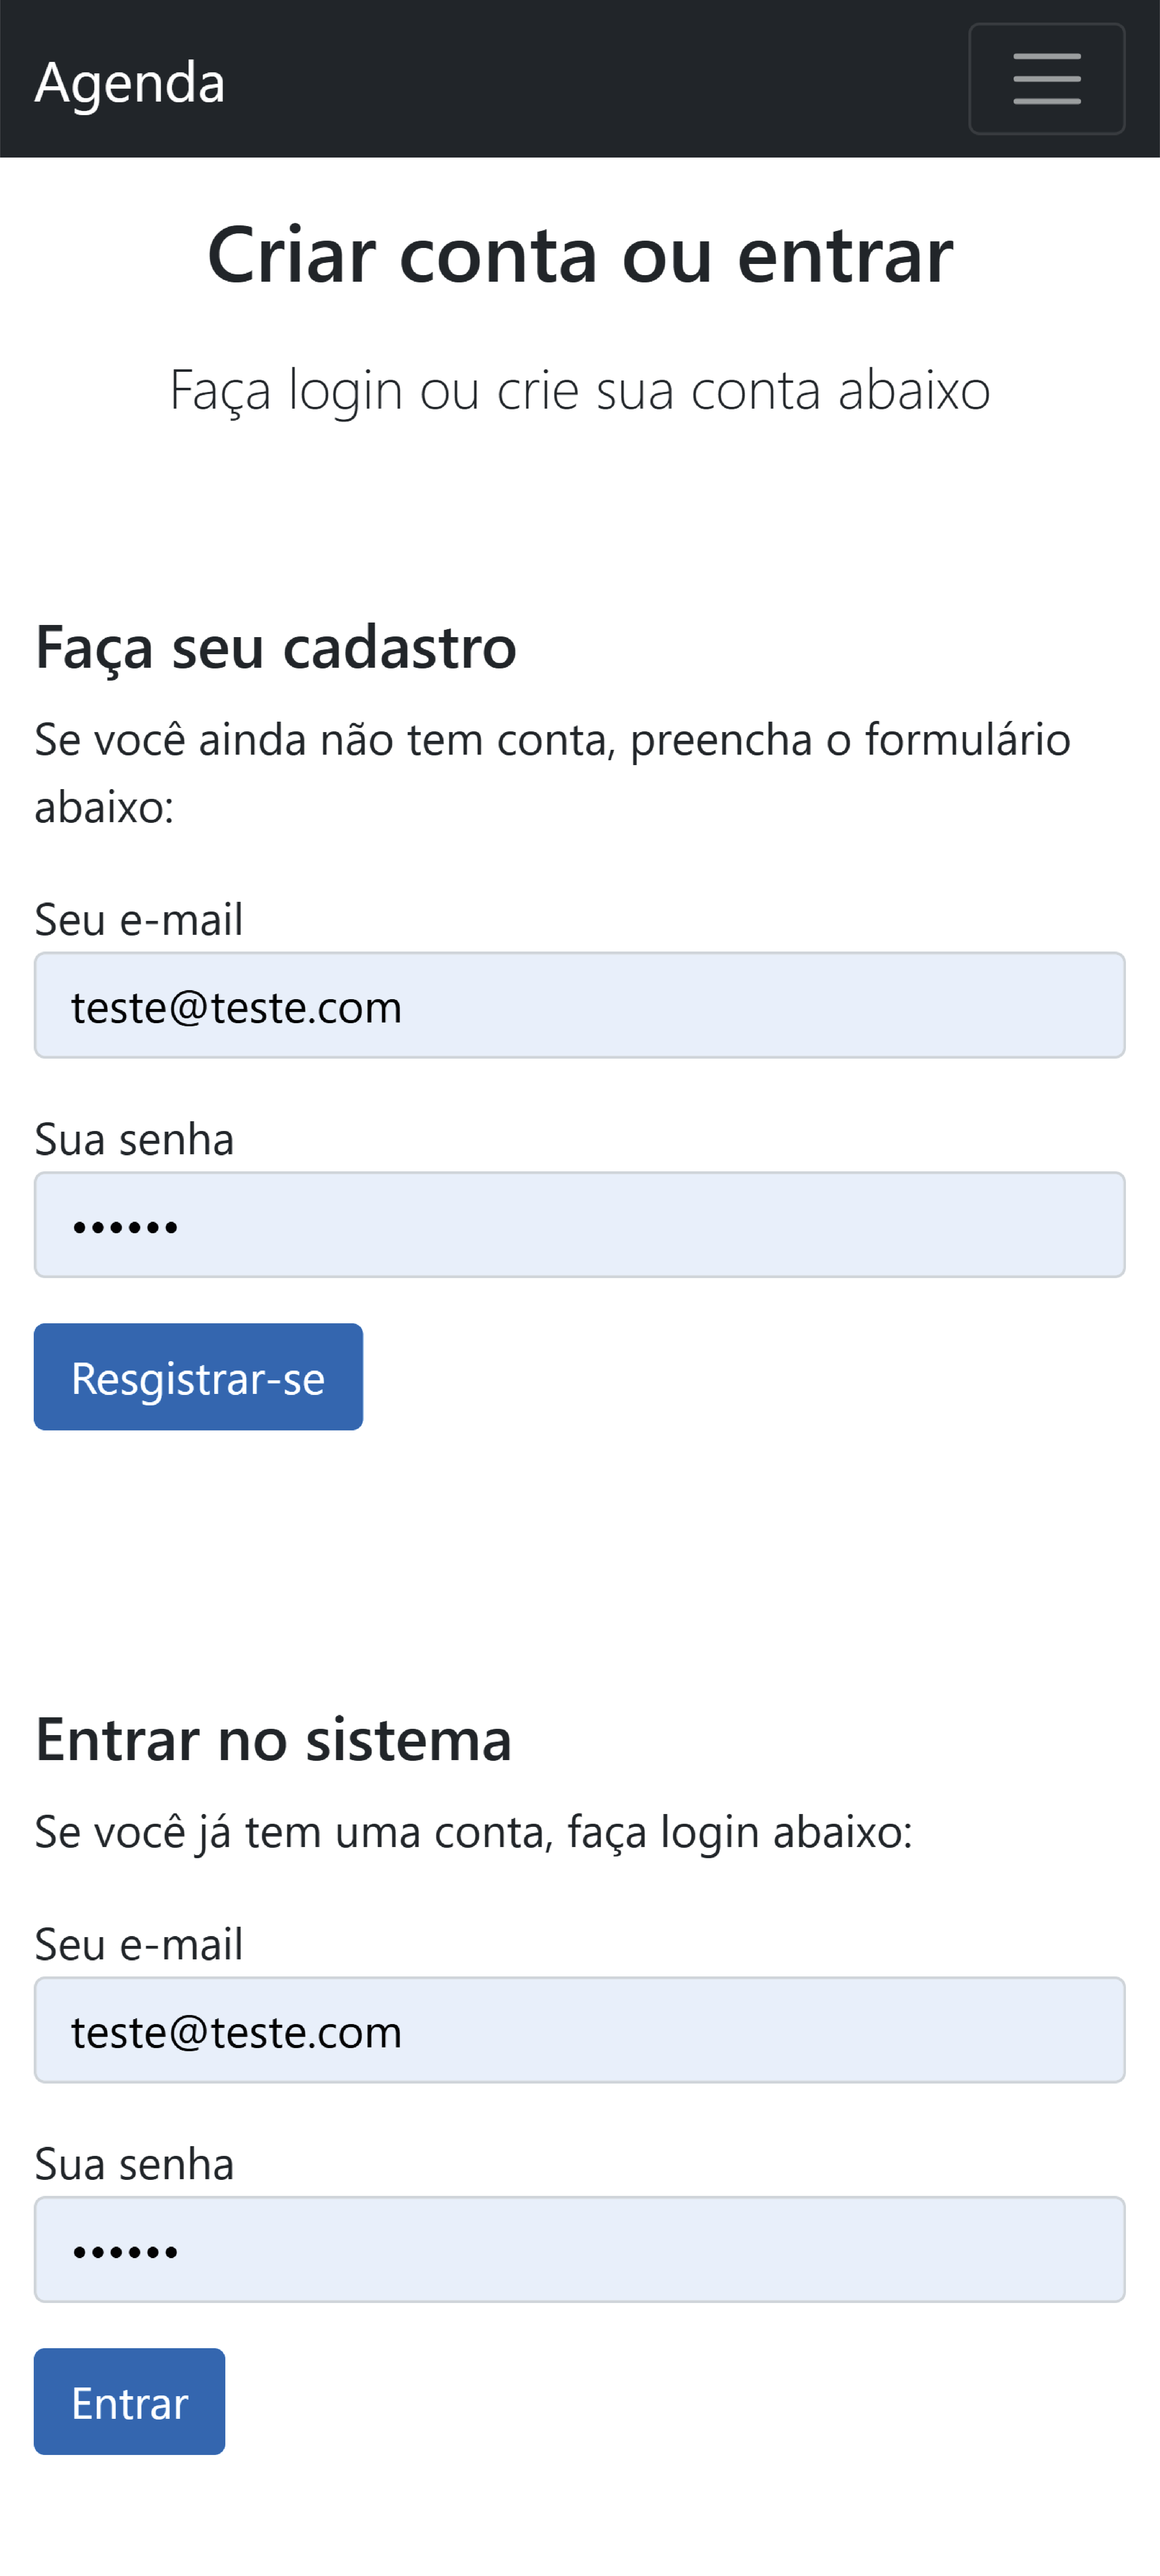 Agenda
Criar conta ou entrar
Faça login ou crie sua conta abaixo
Faça seu cadastro
Se você ainda não tem conta, preencha o formulário
abaixo:
Seu e-mail
teste@teste.com
Sua senha
••••••
Resgistrar-se
Entrar no sistema
Se você já tem uma conta, faça login abaixo:
Seu e-mail
teste@teste.com
Sua senha
••••••
Entrar